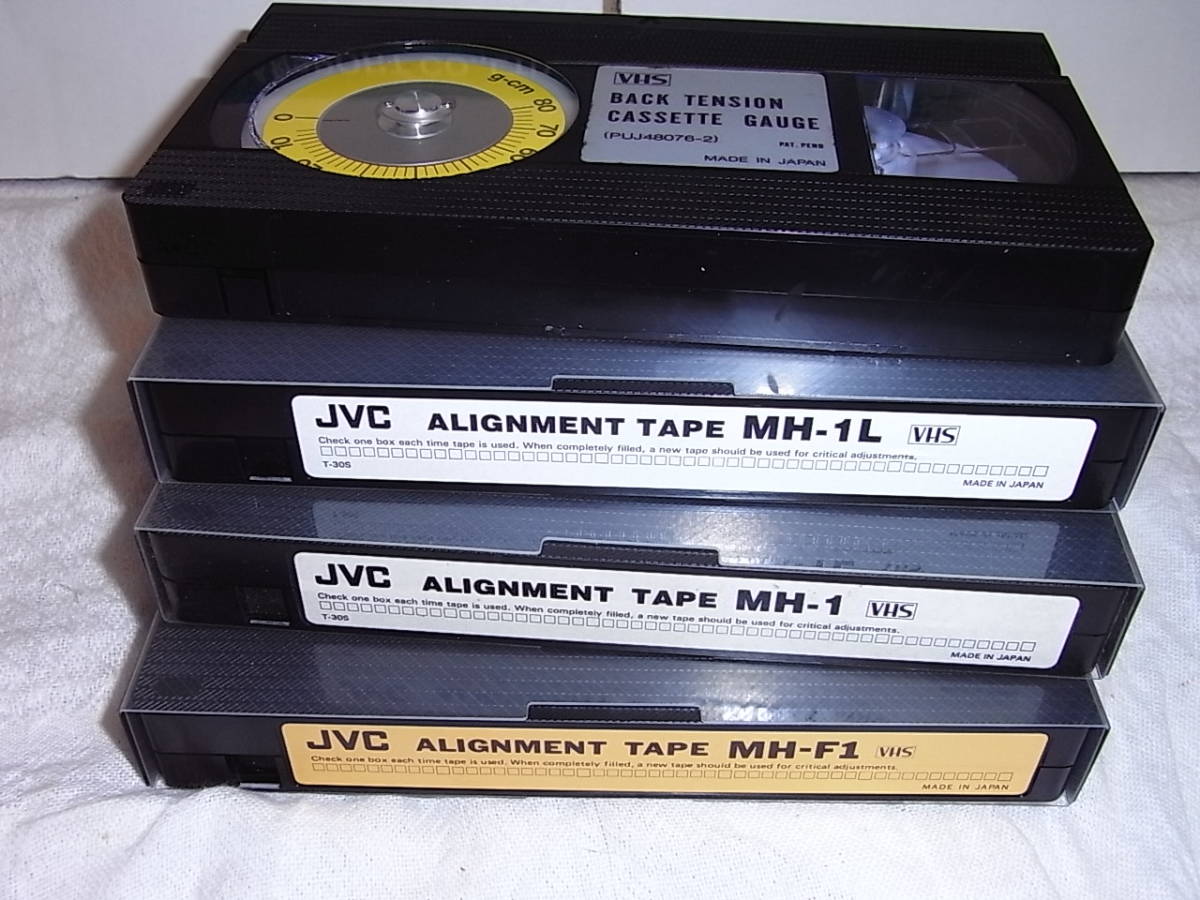 g-cm
80
70
60
0
10
VHS
BACK TENSION
CASSETTE GAUGE
(PUJ48076-2)
PAT. PEND
MADE IN JAPAN
JVC ALIGNMENT TAPE MH-1L VHS
Check one box each time tape is used. When completely filled, a new tape should be used for critical adjustments.
T-30S
MADE IN JAPAN
JVC ALIGNMENT TAPE MH-1 VHS
Check one box each time tape is used. When completely filled, a new tape should be used for critical adjustments.
T-30S
MADE IN JAPAN
JVC ALIGNMENT TAPE MH-F1 VHS
Check one box each time tape is used. When completely filled, a new tape should be used for critical adjustments.
MADE IN JAPAN